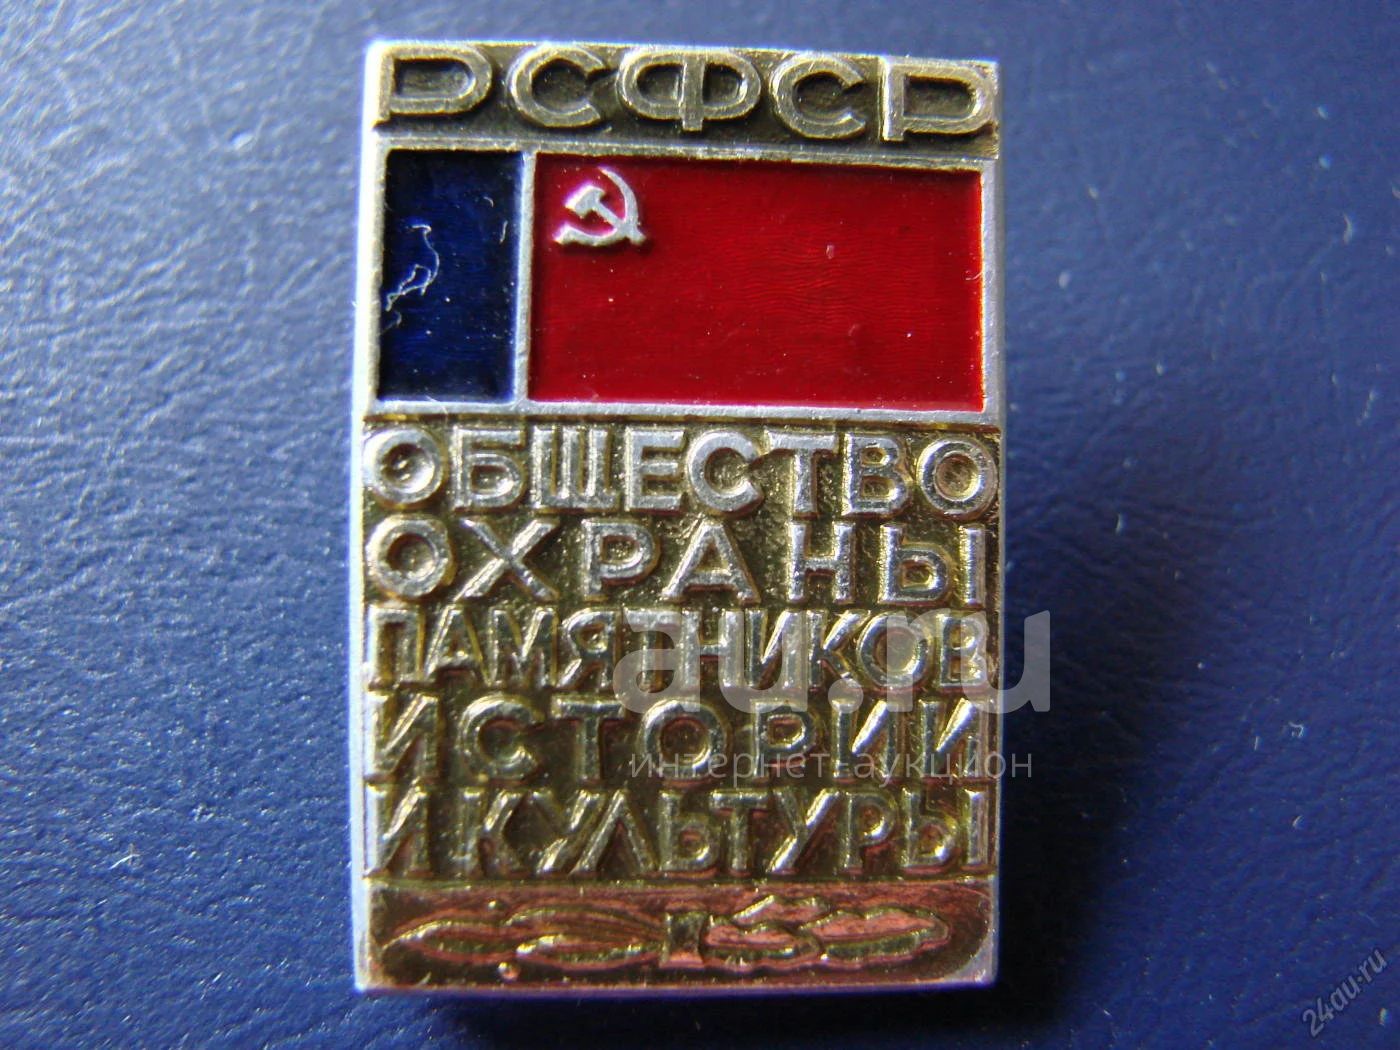 РСФСР
ОБЩЕСТВО
ОХРАНЫ
ПАМЯТНИКОВ
ИСТОРИИ
И КУЛЬТУРЫ
au.ru
интернет-аукцион
24au.ru